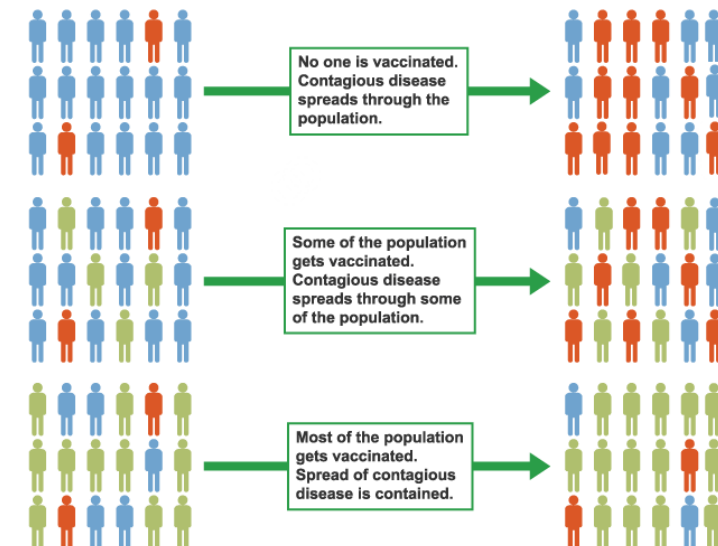 No one is vaccinated.
Contagious disease
spreads through the
population.
Some of the population
gets vaccinated.
Contagious disease
spreads through some
of the population.
Most of the population
gets vaccinated.
Spread of contagious
disease is contained.